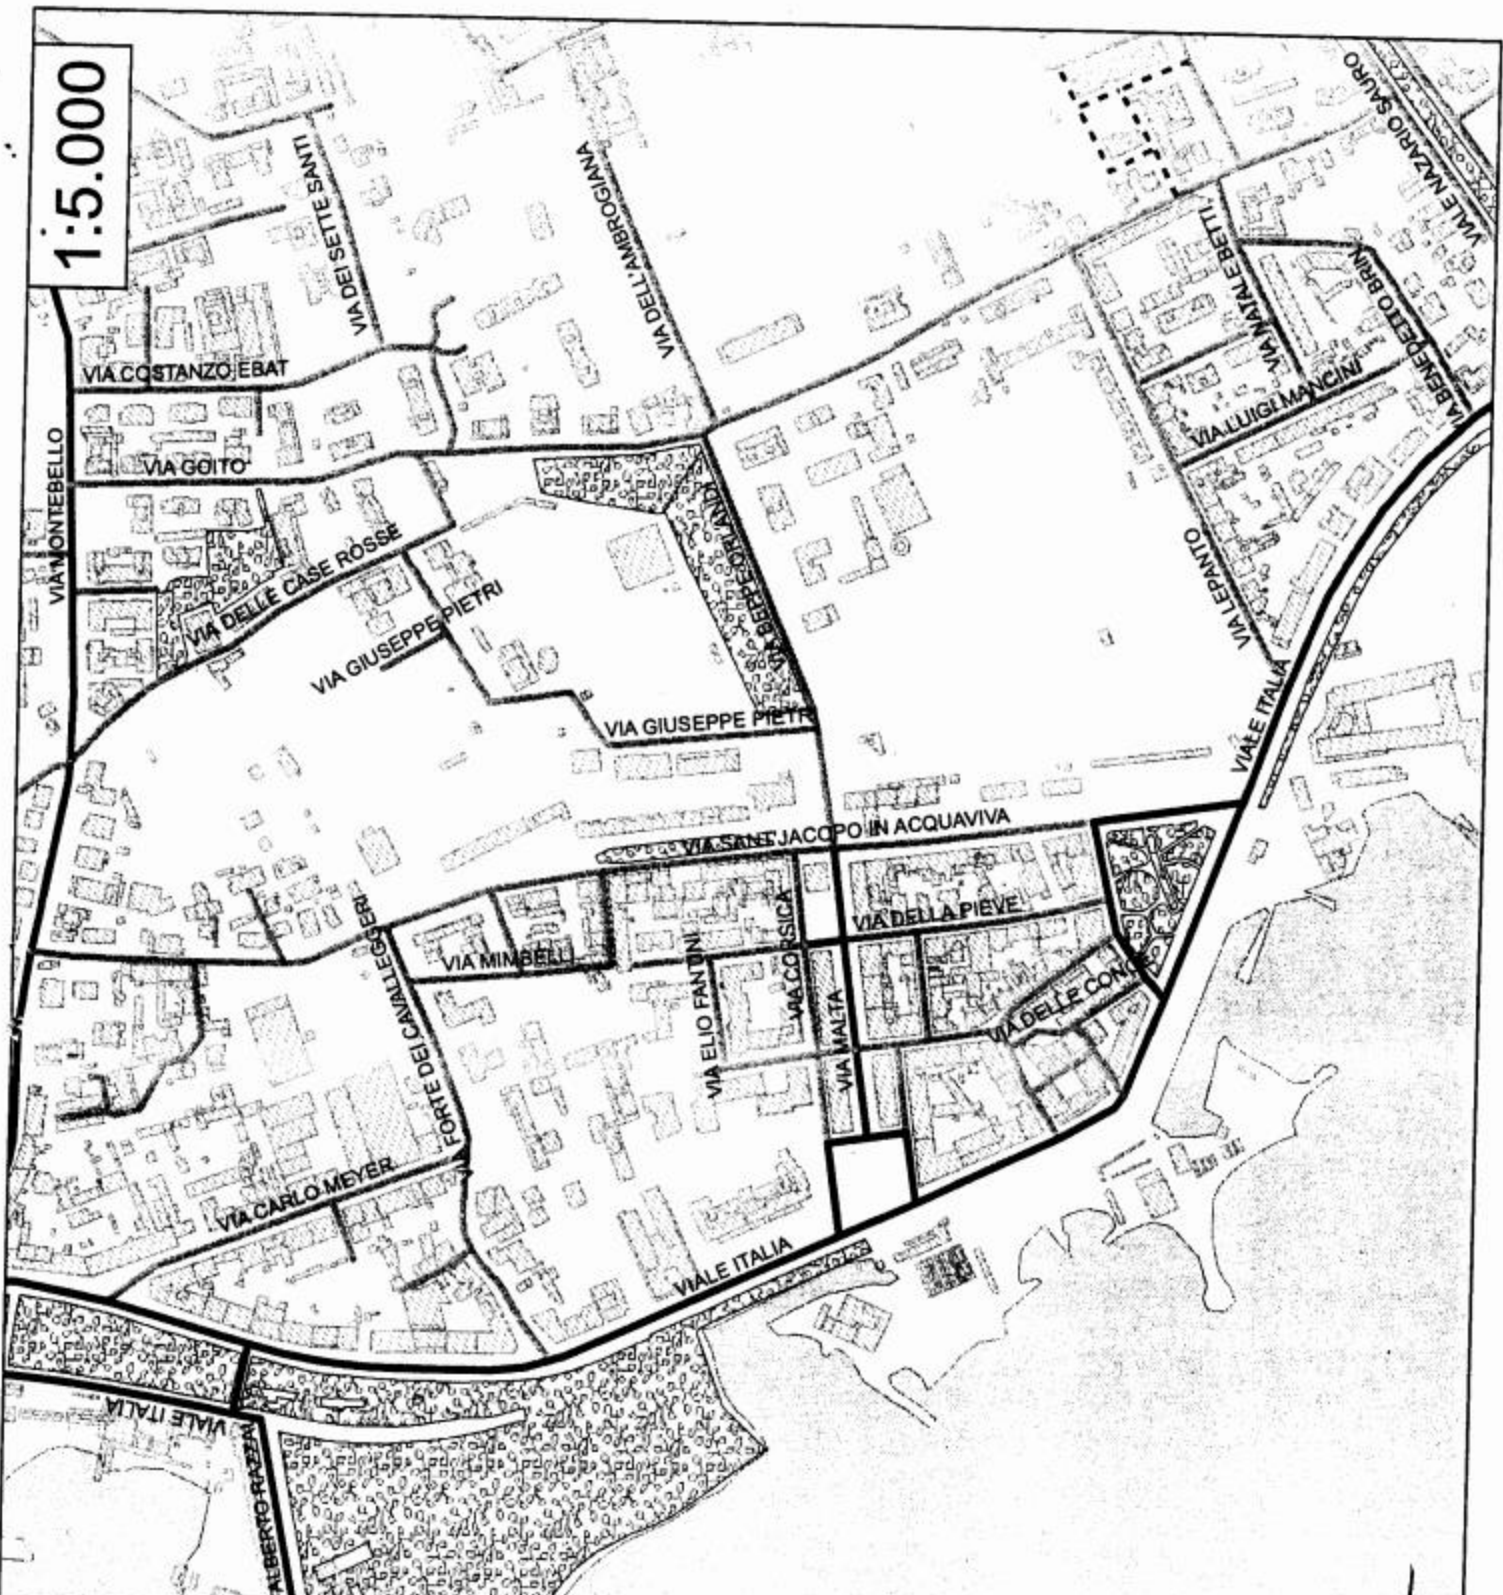 1:5.000
VIALE NAZARIO SAURO
VIA DEI SETTE SANTI
VIA DELL'AMBROGIANA
VIA NATALE BETTI
VIA BENEDETTO BRIN
VIA COSTANZO EBAT
VIA LUIGI MANCINI
VIA MONTEBELLO
VIA GOITO
VIA BEPPE ORLANDI
VIA DELLE CASE ROSSE
VIA LEPANTO
VIA GIUSEPPE PIETRI
VIA GIUSEPPE PIETRI
VIALE ITALIA
VIA SANT'JACOPO IN ACQUAVIVA
VIA DELLA PIEVE
VIA CORSICA
VIA MIMBELLI
VIA FORTE DEI CAVALLEGGERI
VIA ELIO FANTONI
VIA MALTA
VIA DELLE CONCE
VIA CARLO MEYER
VIALE ITALIA
VIALE ITALIA
ALBERTO RAZZA